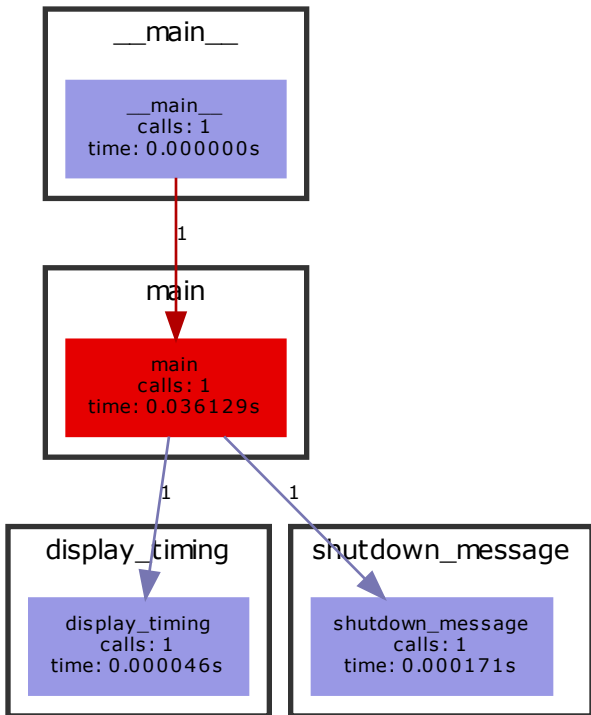 __main__
__main__
calls: 1
time: 0.000000s
1
main
main
calls: 1
time: 0.036129s
1
1
display_timing
display_timing
calls: 1
time: 0.000046s
shutdown_message
shutdown_message
calls: 1
time: 0.000171s